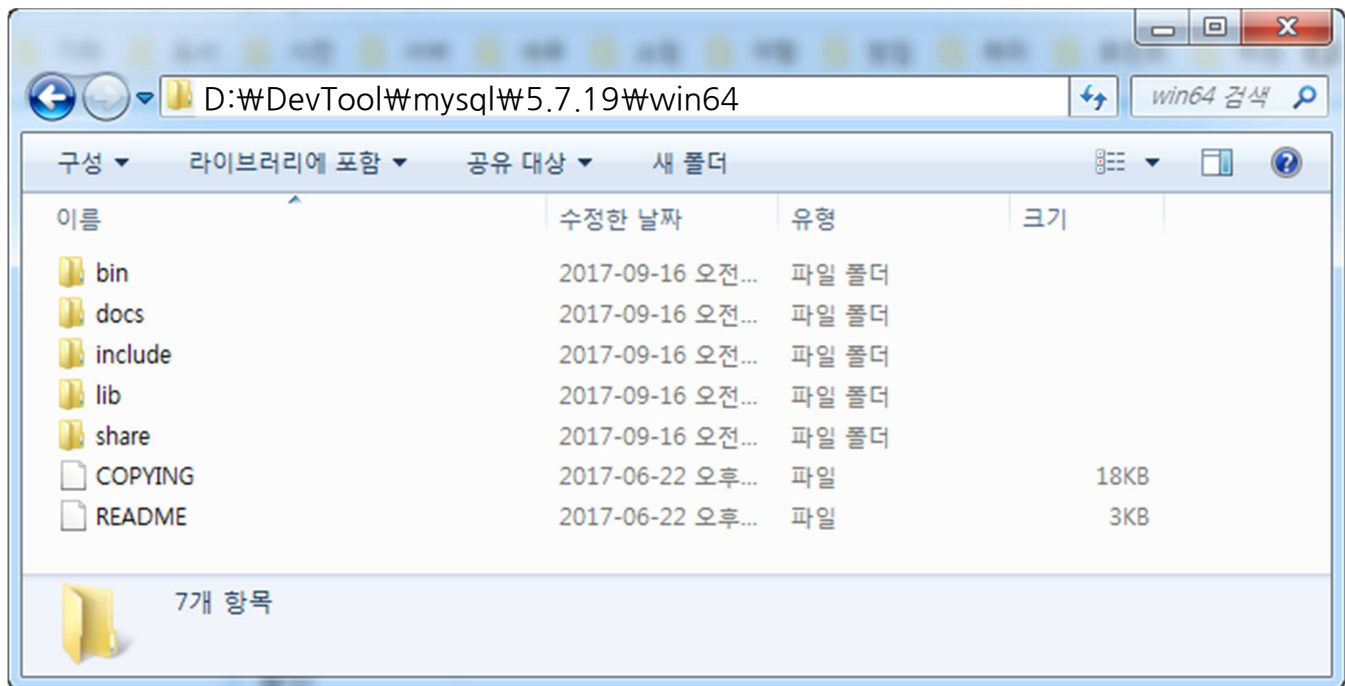 D:₩DevTool₩mysql₩5.7.19₩win64 win64 검색
구성 라이브러리에 포함 공유 대상 새 폴더
이름 수정한 날짜 유형 크기
bin 2017-09-16 오전... 파일 폴더
docs 2017-09-16 오전... 파일 폴더
include 2017-09-16 오전... 파일 폴더
lib 2017-09-16 오전... 파일 폴더
share 2017-09-16 오전... 파일 폴더
COPYING 2017-06-22 오후... 파일 18KB
README 2017-06-22 오후... 파일 3KB
7개 항목